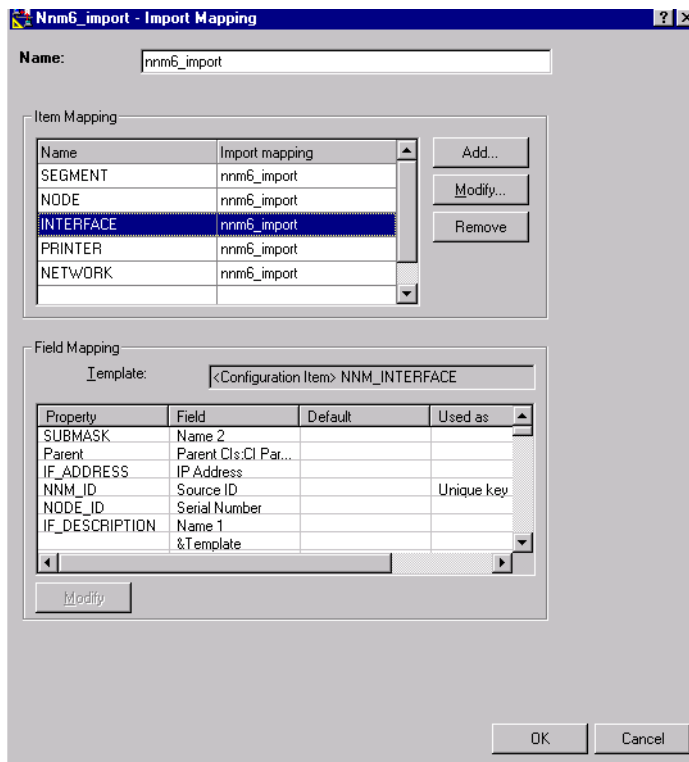 Nnm6_import - Import Mapping
Name: nnm6_import
Item Mapping
Name Import mapping
SEGMENT nnm6_import
NODE nnm6_import
INTERFACE nnm6_import
PRINTER nnm6_import
NETWORK nnm6_import
Add...
Modify...
Remove
Field Mapping
Template: <Configuration Item> NNM_INTERFACE
Property Field Default Used as
SUBMASK Name 2
Parent Parent CIs:CI Par...
IF_ADDRESS IP Address
NNM_ID Source ID Unique key
NODE_ID Serial Number
IF_DESCRIPTION Name 1
&Template
Modify
OK Cancel